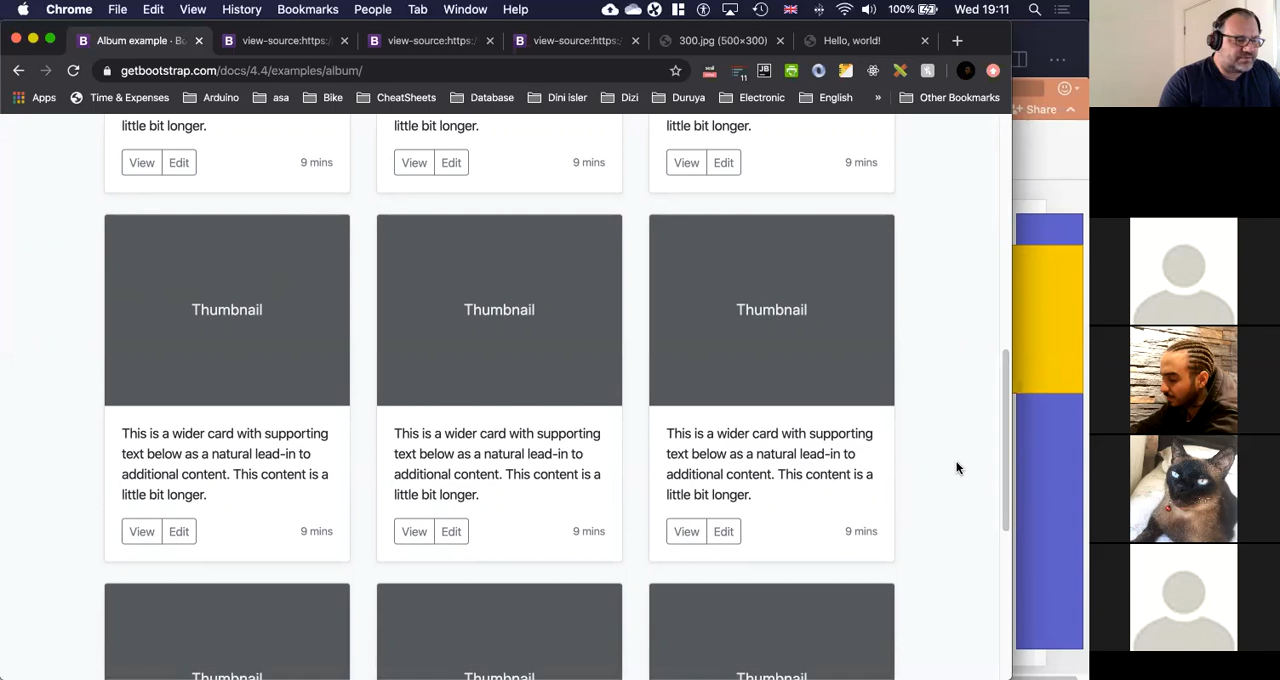 Chrome File Edit View History Bookmarks People Tab Window Help 100% Wed 19:11
Album example · Bo view-source:https:/ view-source:https:/ view-source:https:/ 300.jpg (500×300) Hello, world!
getbootstrap.com/docs/4.4/examples/album/
Apps Time & Expenses Arduino asa Bike CheatSheets Database Dini isler Dizi Duruya Electronic English » Other Bookmarks
Share
little bit longer. little bit longer. little bit longer.
View Edit 9 mins View Edit 9 mins View Edit 9 mins
Thumbnail Thumbnail Thumbnail
This is a wider card with supporting This is a wider card with supporting This is a wider card with supporting
text below as a natural lead-in to text below as a natural lead-in to text below as a natural lead-in to
additional content. This content is a additional content. This content is a additional content. This content is a
little bit longer. little bit longer. little bit longer.
View Edit 9 mins View Edit 9 mins View Edit 9 mins
Thumbnail Thumbnail Thumbnail